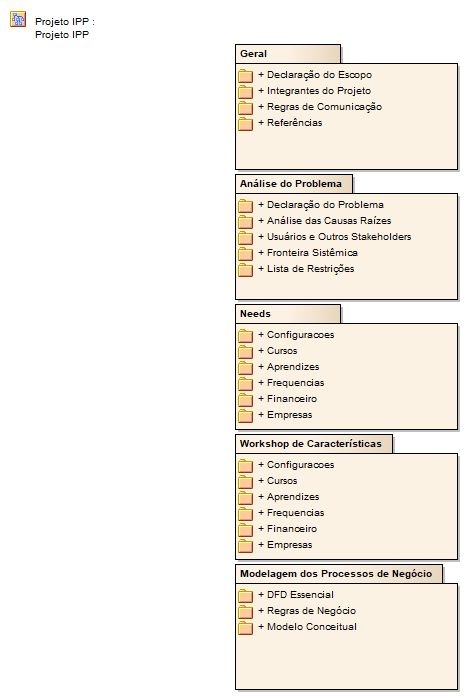 Projeto IPP :
Projeto IPP
Geral
+ Declaração do Escopo
+ Integrantes do Projeto
+ Regras de Comunicação
+ Referências
Análise do Problema
+ Declaração do Problema
+ Análise das Causas Raízes
+ Usuários e Outros Stakeholders
+ Fronteira Sistêmica
+ Lista de Restrições
Needs
+ Configuracoes
+ Cursos
+ Aprendizes
+ Frequencias
+ Financeiro
+ Empresas
Workshop de Características
+ Configuracoes
+ Cursos
+ Aprendizes
+ Frequencias
+ Financeiro
+ Empresas
Modelagem dos Processos de Negócio
+ DFD Essencial
+ Regras de Negócio
+ Modelo Conceitual